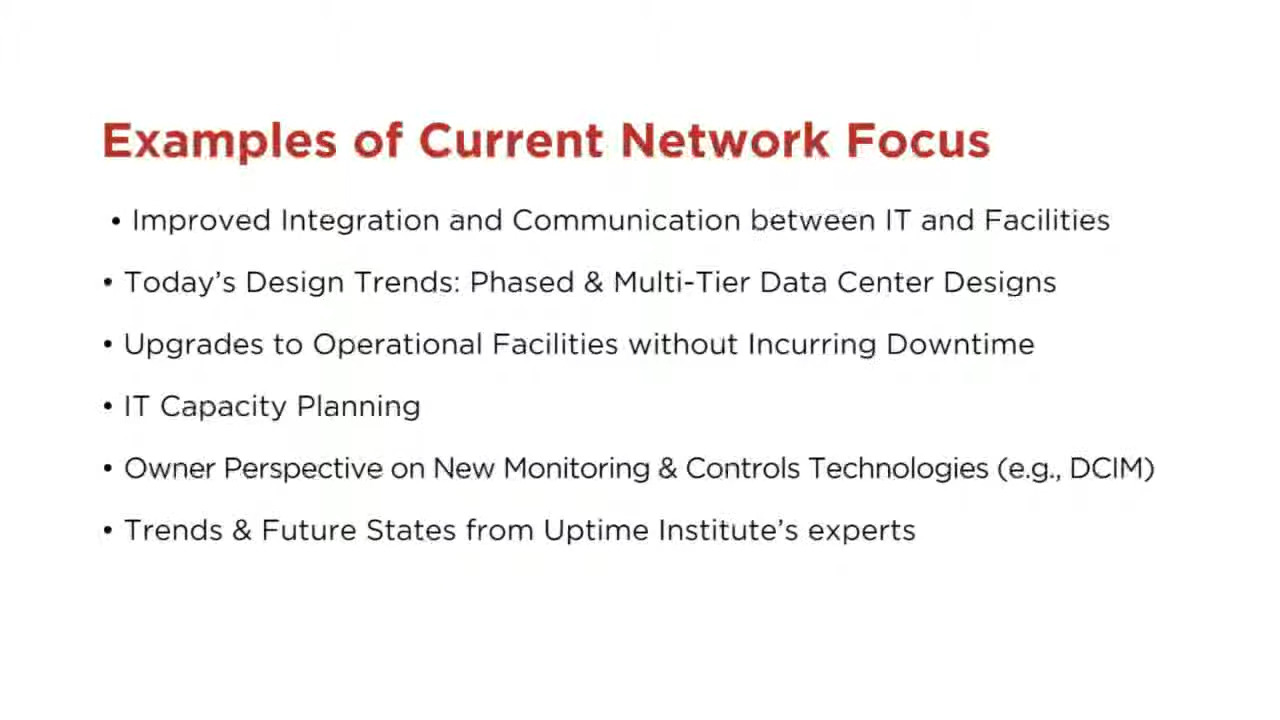 Examples of Current Network Focus
• Improved Integration and Communication between IT and Facilities
• Today's Design Trends: Phased & Multi-Tier Data Center Designs
• Upgrades to Operational Facilities without Incurring Downtime
• IT Capacity Planning
• Owner Perspective on New Monitoring & Controls Technologies (e.g., DCIM)
• Trends & Future States from Uptime Institute's experts